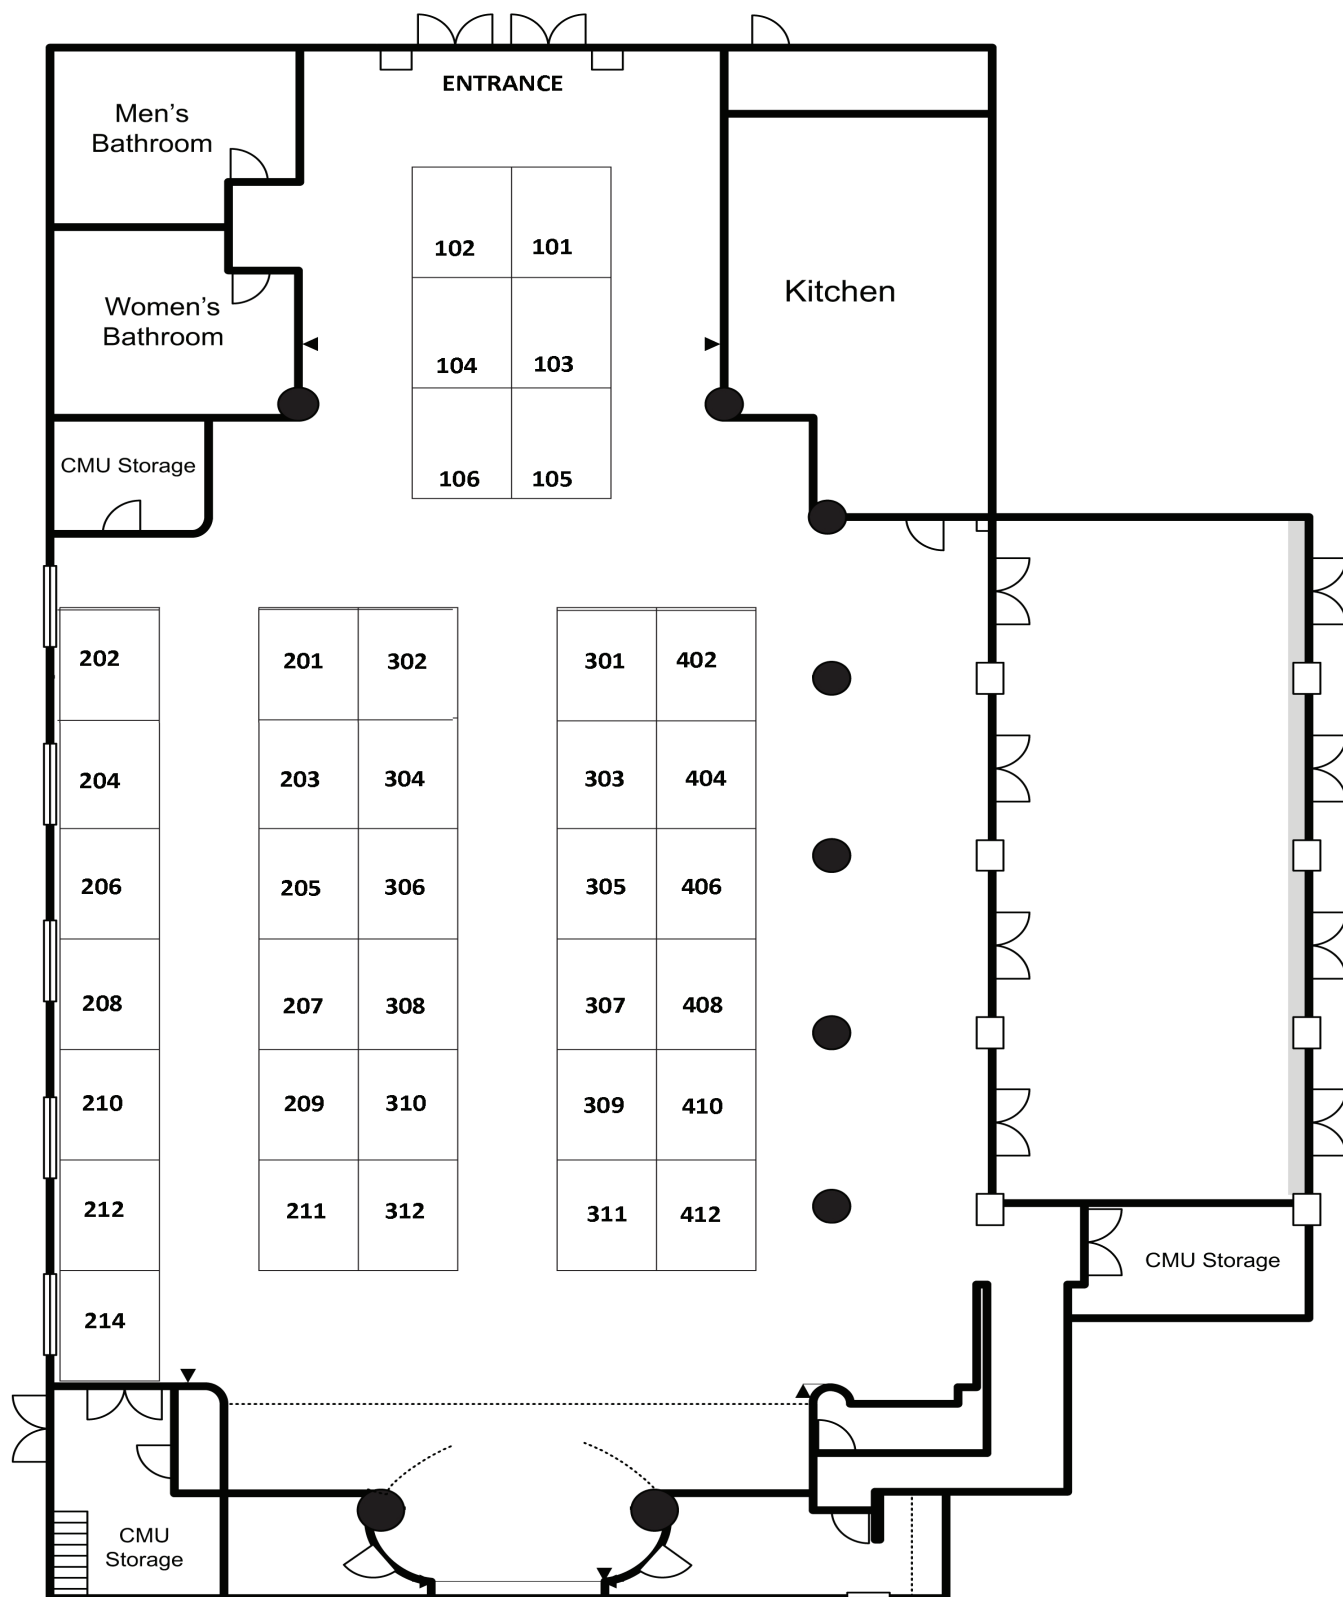 ENTRANCE
Men's
Bathroom
102 101
Women's
Bathroom
Kitchen
104 103
CMU Storage
106 105
202 201 302 301 402
204 203 304 303 404
206 205 306 305 406
208 207 308 307 408
210 209 310 309 410
212 211 312 311 412
CMU Storage
214
CMU
Storage